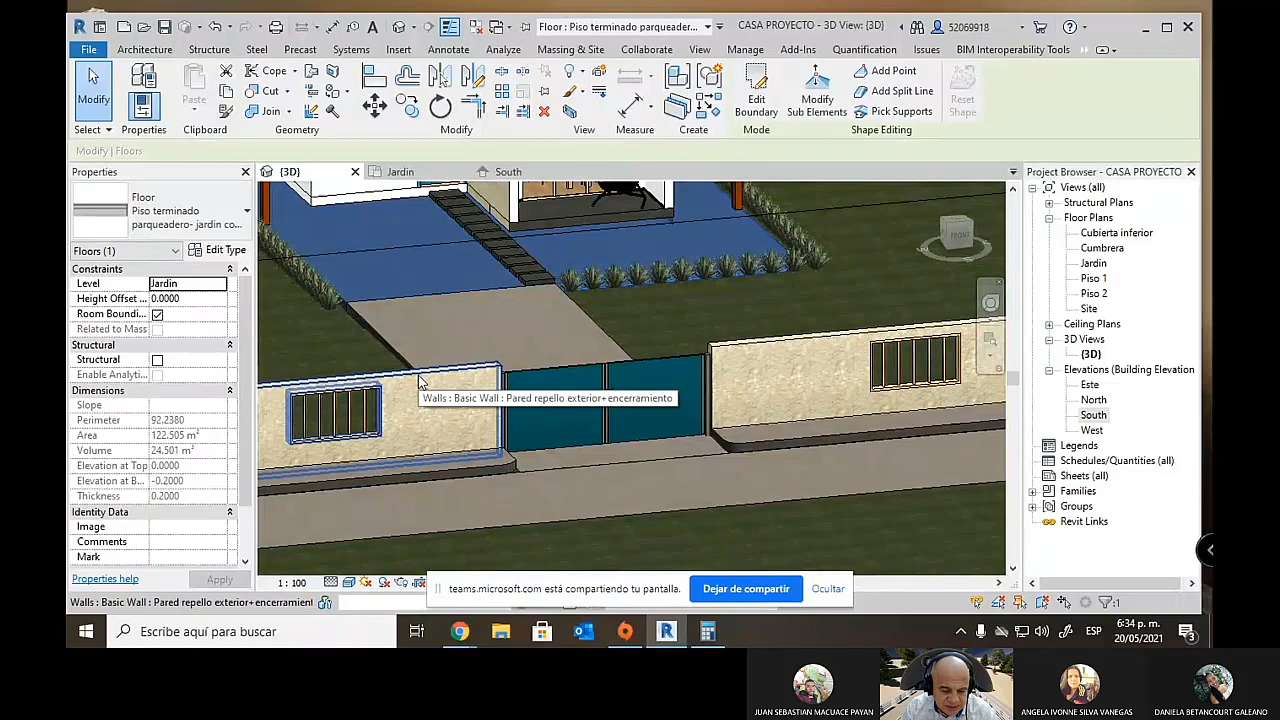 Floor : Piso terminado parqueader...
CASA PROYECTO - 3D View: {3D}
52069918
File Architecture Structure Steel Precast Systems Insert Annotate Analyze Massing & Site Collaborate View Manage Add-Ins Quantification Issues BIM Interoperability Tools
Modify
Paste
Cope
Cut
Join
Edit
Boundary
Modify
Sub Elements
Add Point
Add Split Line
Pick Supports
Reset
Shape
Select Properties Clipboard Geometry Modify View Measure Create Mode Shape Editing
Modify | Floors
Properties
{3D}
Jardin
South
Project Browser - CASA PROYECTO
Floor
Piso terminado
parqueadero- jardin co...
Floors (1)
Edit Type
Constraints
Level Jardin
Height Offset ... 0.0000
Room Boundi...
Related to Mass
Structural
Structural
Enable Analyti...
Dimensions
Slope
Perimeter 92.2380
Area 122.505 m²
Volume 24.501 m³
Elevation at Top 0.0000
Elevation at B... -0.2000
Thickness 0.2000
Identity Data
Image
Comments
Mark
Properties help
Apply
FRONT
Walls : Basic Wall : Pared repello exterior+encerramiento
Views (all)
Structural Plans
Floor Plans
Cubierta inferior
Cumbrera
Jardin
Piso 1
Piso 2
Site
Ceiling Plans
3D Views
{3D}
Elevations (Building Elevation
Este
North
South
West
Legends
Schedules/Quantities (all)
Sheets (all)
Families
Groups
Revit Links
1 : 100
teams.microsoft.com está compartiendo tu pantalla.
Dejar de compartir
Ocultar
Walls : Basic Wall : Pared repello exterior+encerramient
:1
Escribe aquí para buscar
ESP
6:34 p. m.
20/05/2021
3
JUAN SEBASTIAN MACUACE PAYAN
ANGELA IVONNE SILVA VANEGAS
DANIELA BETANCOURT GALEANO